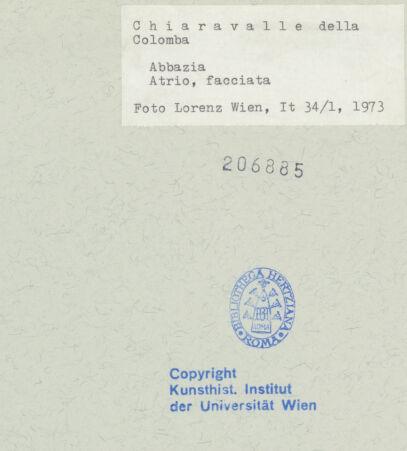 C h i a r a v a l l e della
Colomba
Abbazia
Atrio, facciata
Foto Lorenz Wien, It 34/1, 1973
206885
BIBLIOTHECA HERTZIANA
ROMA
ROMA
Copyright
Kunsthist. Institut
der Universität Wien